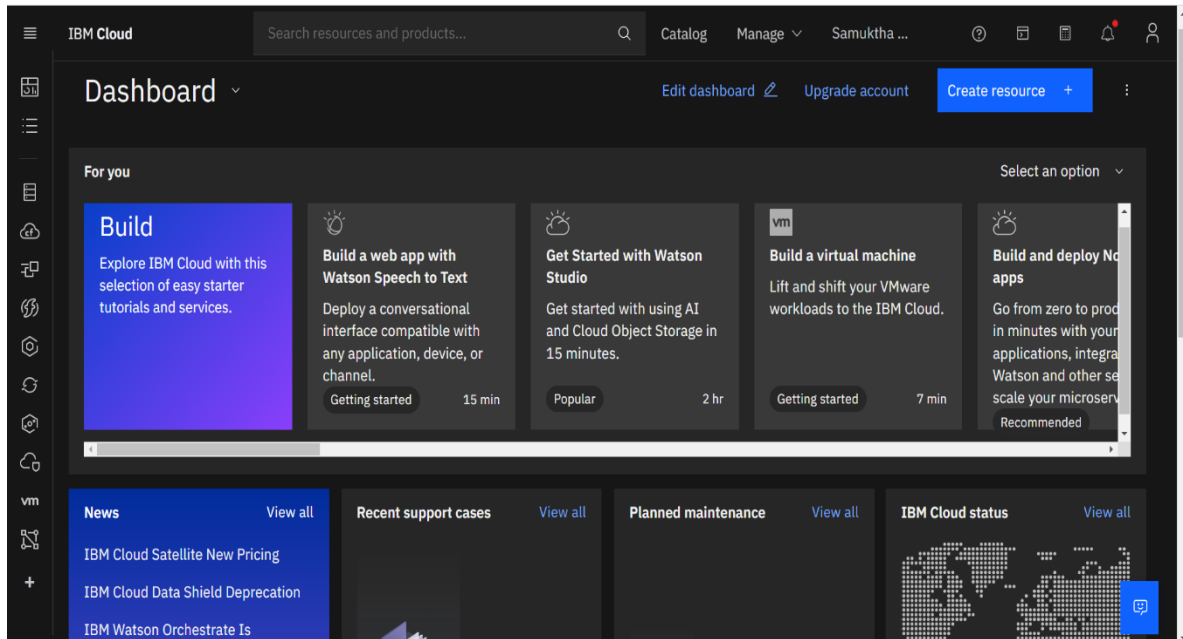 IBM Cloud
Search resources and products...
Catalog
Manage
Samuktha ...
Dashboard
Edit dashboard
Upgrade account
Create resource +
For you
Select an option
Build
Explore IBM Cloud with this
selection of easy starter
tutorials and services.
Build a web app with
Watson Speech to Text
Deploy a conversational
interface compatible with
any application, device, or
channel.
Getting started
15 min
Get Started with Watson
Studio
Get started with using AI
and Cloud Object Storage in
15 minutes.
Popular
2 hr
vm
Build a virtual machine
Lift and shift your VMware
workloads to the IBM Cloud.
Getting started
7 min
Build and deploy No
apps
Go from zero to prod
in minutes with your
applications, integra
Watson and other se
scale your microserv
Recommended
vm
News
View all
IBM Cloud Satellite New Pricing
IBM Cloud Data Shield Deprecation
IBM Watson Orchestrate Is
Recent support cases
View all
Planned maintenance
View all
IBM Cloud status
View all